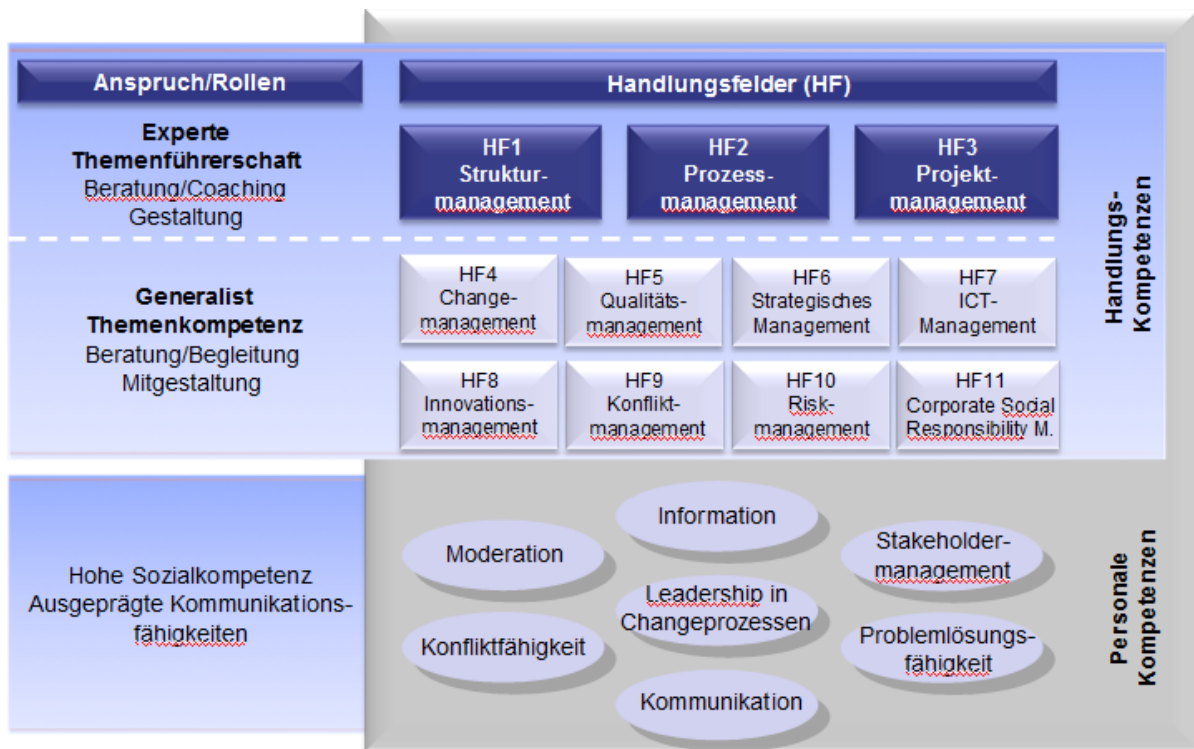 Anspruch/Rollen
Handlungsfelder (HF)
Experte
Themenführerschaft
Beratung/Coaching
Gestaltung
HF1
Struktur-
management
HF2
Prozess-
management
HF3
Projekt-
management
Generalist
Themenkompetenz
Beratung/Begleitung
Mitgestaltung
HF4
Change-
management
HF5
Qualitäts-
management
HF6
Strategisches
Management
HF7
ICT-
Management
HF8
Innovations-
management
HF9
Konflikt-
management
HF10
Risk-
management
HF11
Corporate Social
Responsibility M.
Handlungs-
Kompetenzen
Hohe Sozialkompetenz
Ausgeprägte Kommunikations-
fähigkeiten
Information
Moderation
Stakeholder-
management
Leadership in
Changeprozessen
Konfliktfähigkeit
Problemlösungs-
fähigkeit
Kommunikation
Personale
Kompetenzen